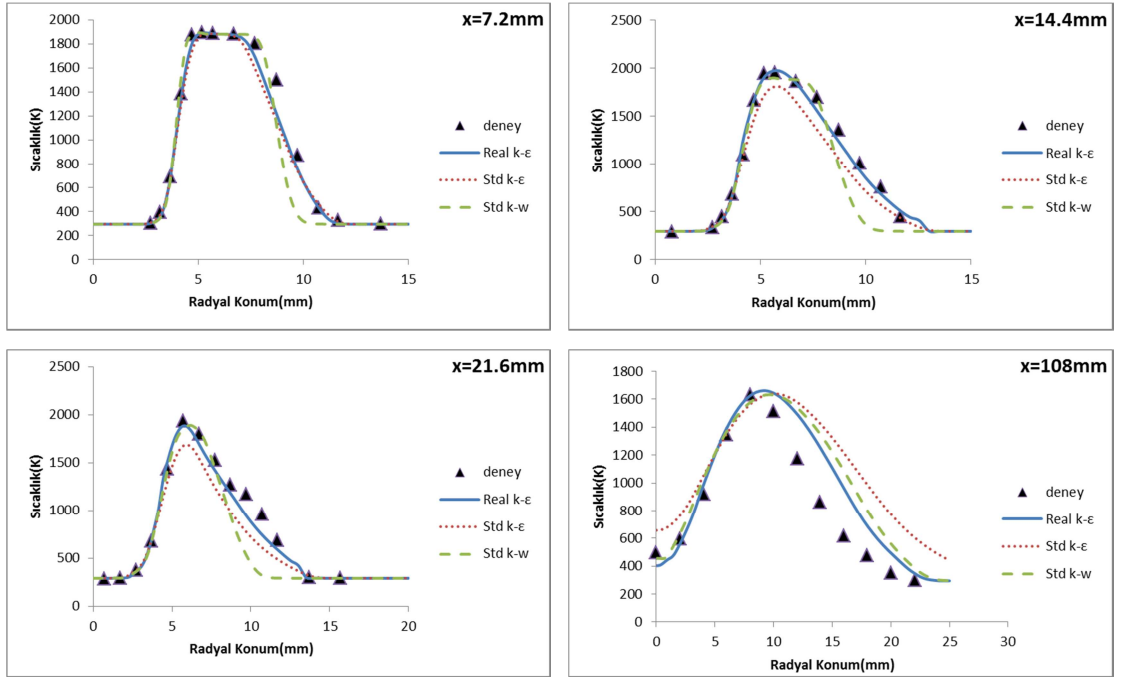 x=7.2mm
2000
1800
1600
1400
1200
1000
800
600
400
200
0
Sıcaklık(K)
0 5 10 15
Radyal Konum(mm)
deney
Real k-ε
Std k-ε
Std k-w
x=14.4mm
2500
2000
1500
1000
500
0
Sıcaklık(K)
0 5 10 15
Radyal Konum(mm)
deney
Real k-ε
Std k-ε
Std k-w
x=21.6mm
2500
2000
1500
1000
500
0
Sıcaklık(K)
0 5 10 15 20
Radyal Konum(mm)
deney
Real k-ε
Std k-ε
Std k-w
x=108mm
1800
1600
1400
1200
1000
800
600
400
200
0
Sıcaklık(K)
0 5 10 15 20 25 30
Radyal Konum(mm)
deney
Real k-ε
Std k-ε
Std k-w